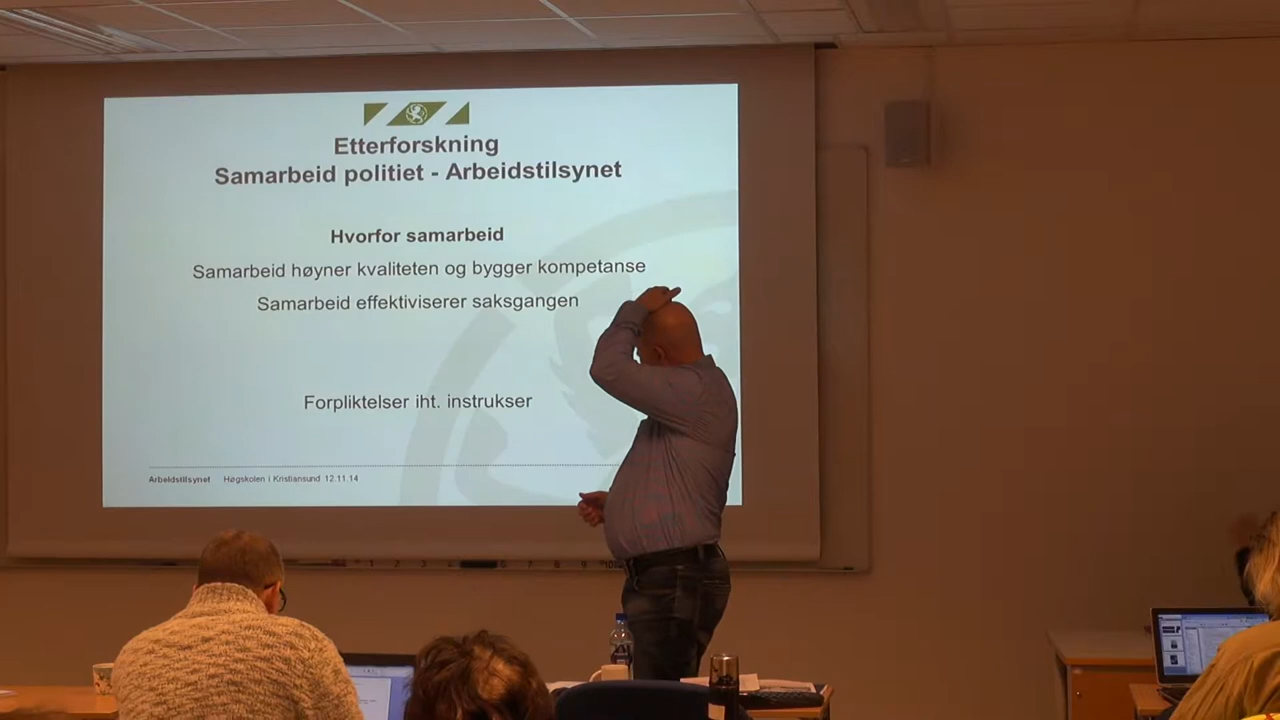 Etterforskning
Samarbeid politiet - Arbeidstilsynet
Hvorfor samarbeid
Samarbeid høyner kvaliteten og bygger kompetanse
Samarbeid effektiviserer saksgangen
Forpliktelser iht. instrukser
Arbeidstilsynet Høgskolen i Kristiansund 12.11.14